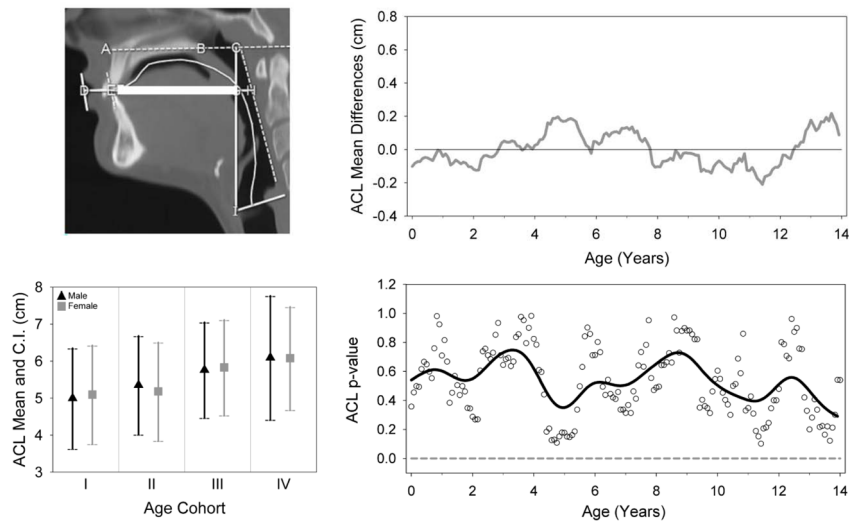 A B C
D E H
I
ACL Mean Differences (cm)
0.8
0.6
0.4
0.2
0.0
-0.2
-0.4
0 2 4 6 8 10 12 14
Age (Years)
ACL Mean and C.I. (cm)
8
7
6
5
4
3
Male
Female
I II III IV
Age Cohort
ACL p-value
1.2
1.0
0.8
0.6
0.4
0.2
0.0
0 2 4 6 8 10 12 14
Age (Years)